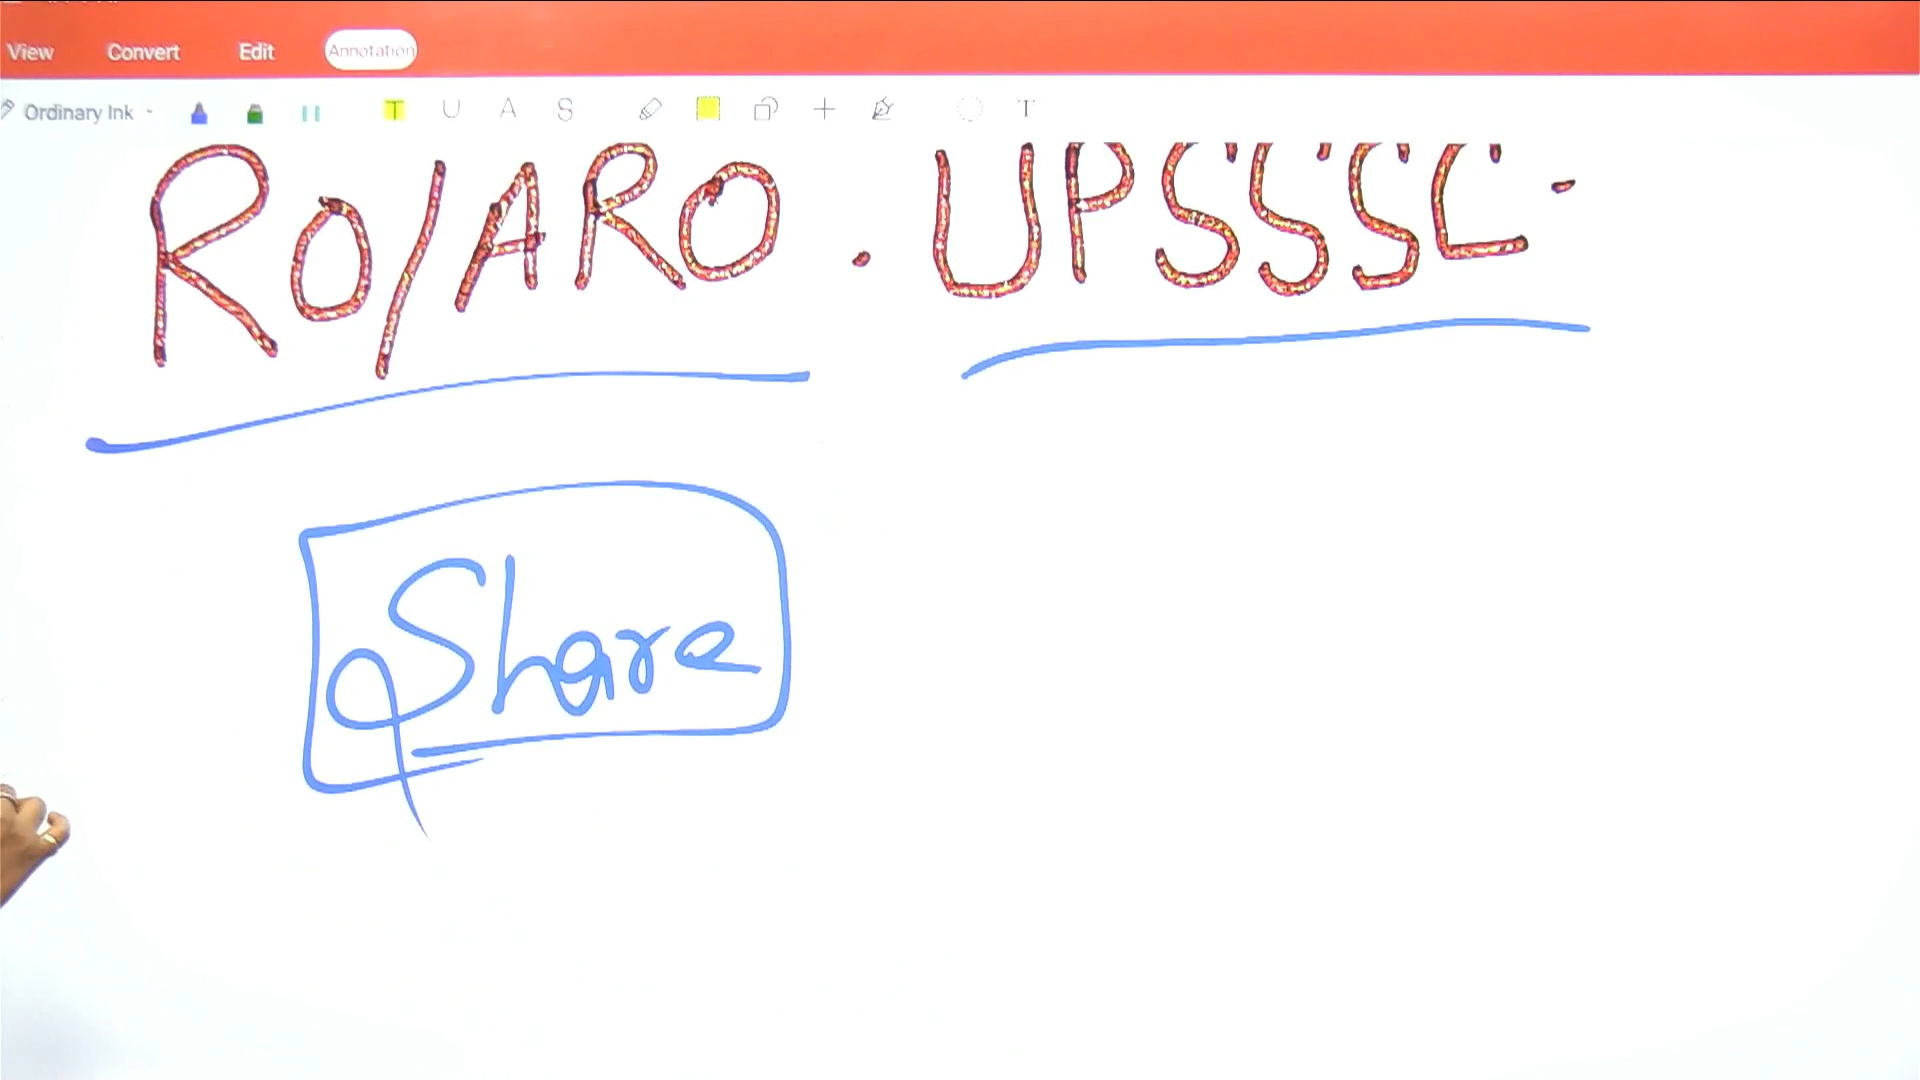 View Convert Edit Annotation
Ordinary Ink T U A S T
RO/ARO . UPSSSC .
Share